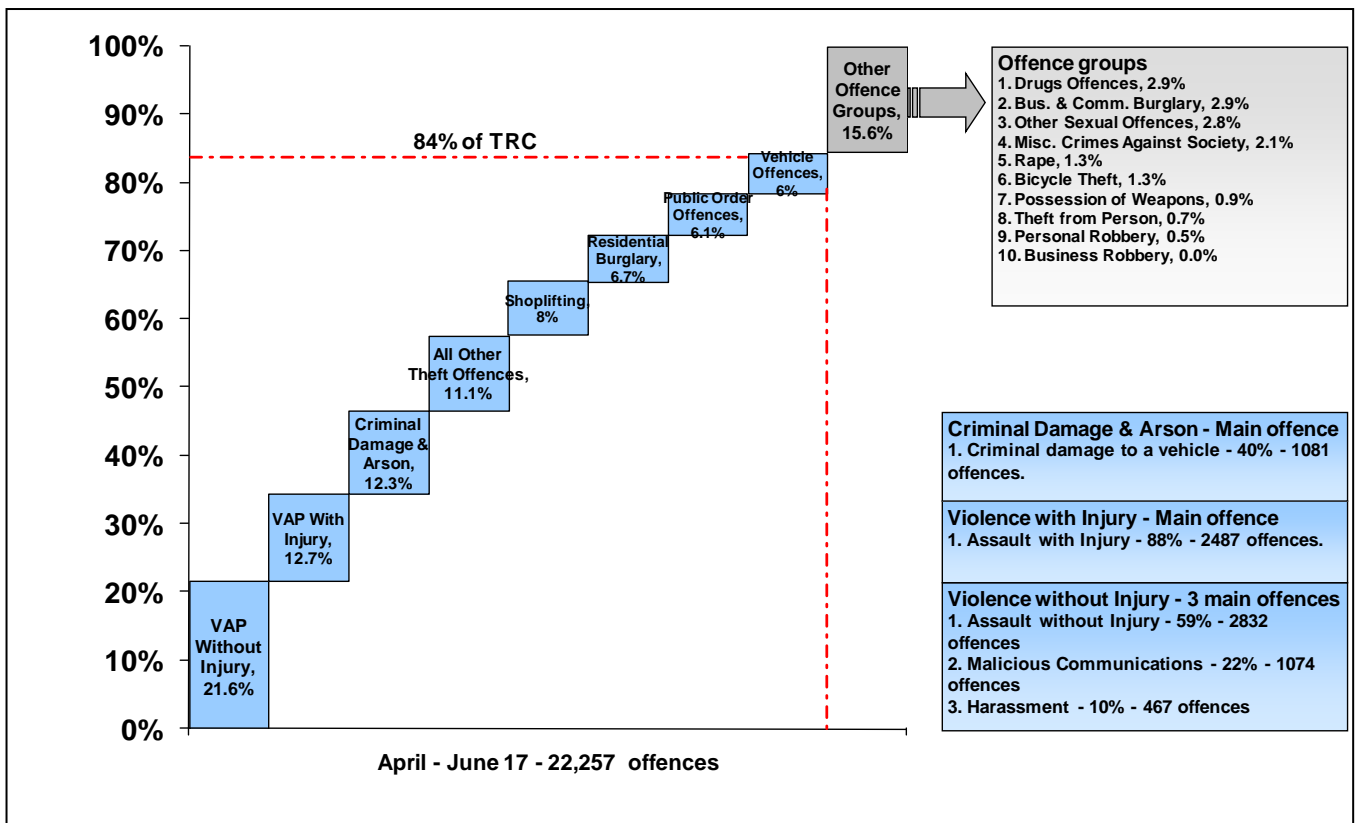 100%
90%
80%
70%
60%
50%
40%
30%
20%
10%
0%
84% of TRC
VAP
Without
Injury,
21.6%
VAP With
Injury,
12.7%
Criminal
Damage &
Arson,
12.3%
All Other
Theft Offences,
11.1%
Shoplifting,
8%
Residential
Burglary,
6.7%
Public Order
Offences,
6.1%
Vehicle
Offences,
6%
Other
Offence
Groups,
15.6%
April - June 17 - 22,257 offences
Offence groups
1. Drugs Offences, 2.9%
2. Bus. & Comm. Burglary, 2.9%
3. Other Sexual Offences, 2.8%
4. Misc. Crimes Against Society, 2.1%
5. Rape, 1.3%
6. Bicycle Theft, 1.3%
7. Possession of Weapons, 0.9%
8. Theft from Person, 0.7%
9. Personal Robbery, 0.5%
10. Business Robbery, 0.0%
Criminal Damage & Arson - Main offence
1. Criminal damage to a vehicle - 40% - 1081
offences.
Violence with Injury - Main offence
1. Assault with Injury - 88% - 2487 offences.
Violence without Injury - 3 main offences
1. Assault without Injury - 59% - 2832
offences
2. Malicious Communications - 22% - 1074
offences
3. Harassment - 10% - 467 offences